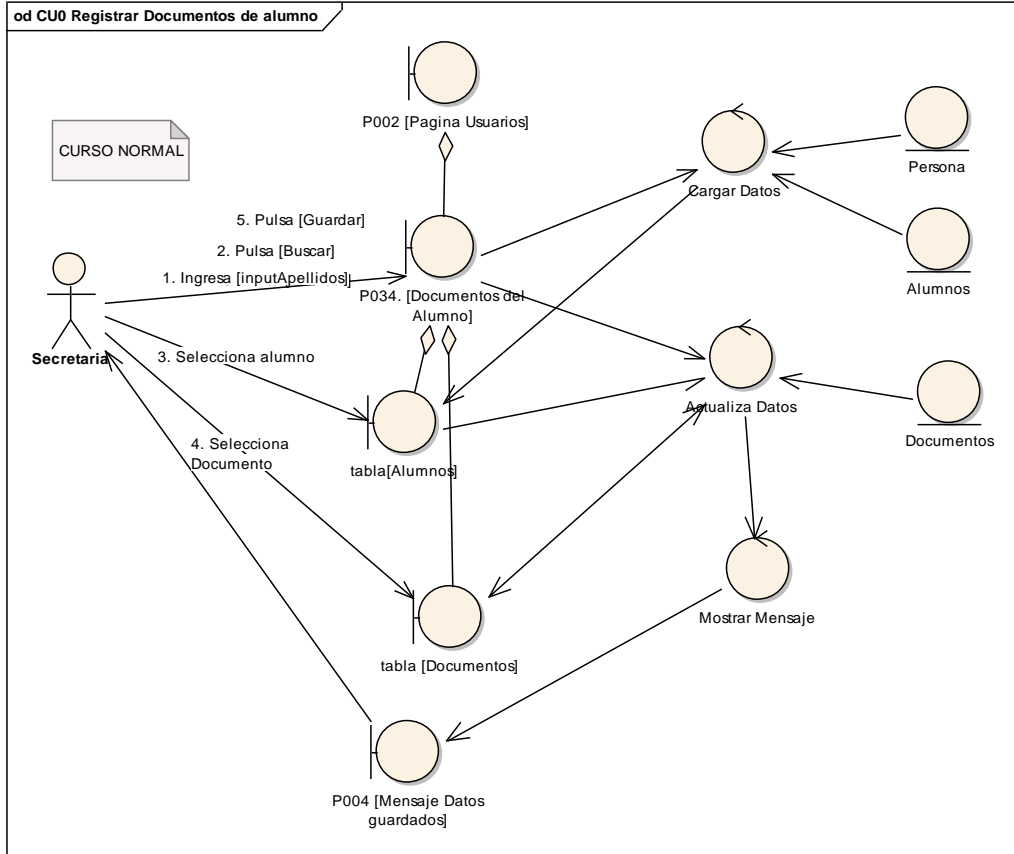 od CU0 Registrar Documentos de alumno
P002 [Pagina Usuarios]
CURSO NORMAL
Cargar Datos
Persona
5. Pulsa [Guardar]
2. Pulsa [Buscar]
1. Ingresa [inputApellidos]
P034. [Documentos del
Alumno]
Alumnos
Secretaria
3. Selecciona alumno
Actualiza Datos
4. Selecciona
Documento
tabla[Alumnos]
Documentos
Mostrar Mensaje
tabla [Documentos]
P004 [Mensaje Datos
guardados]